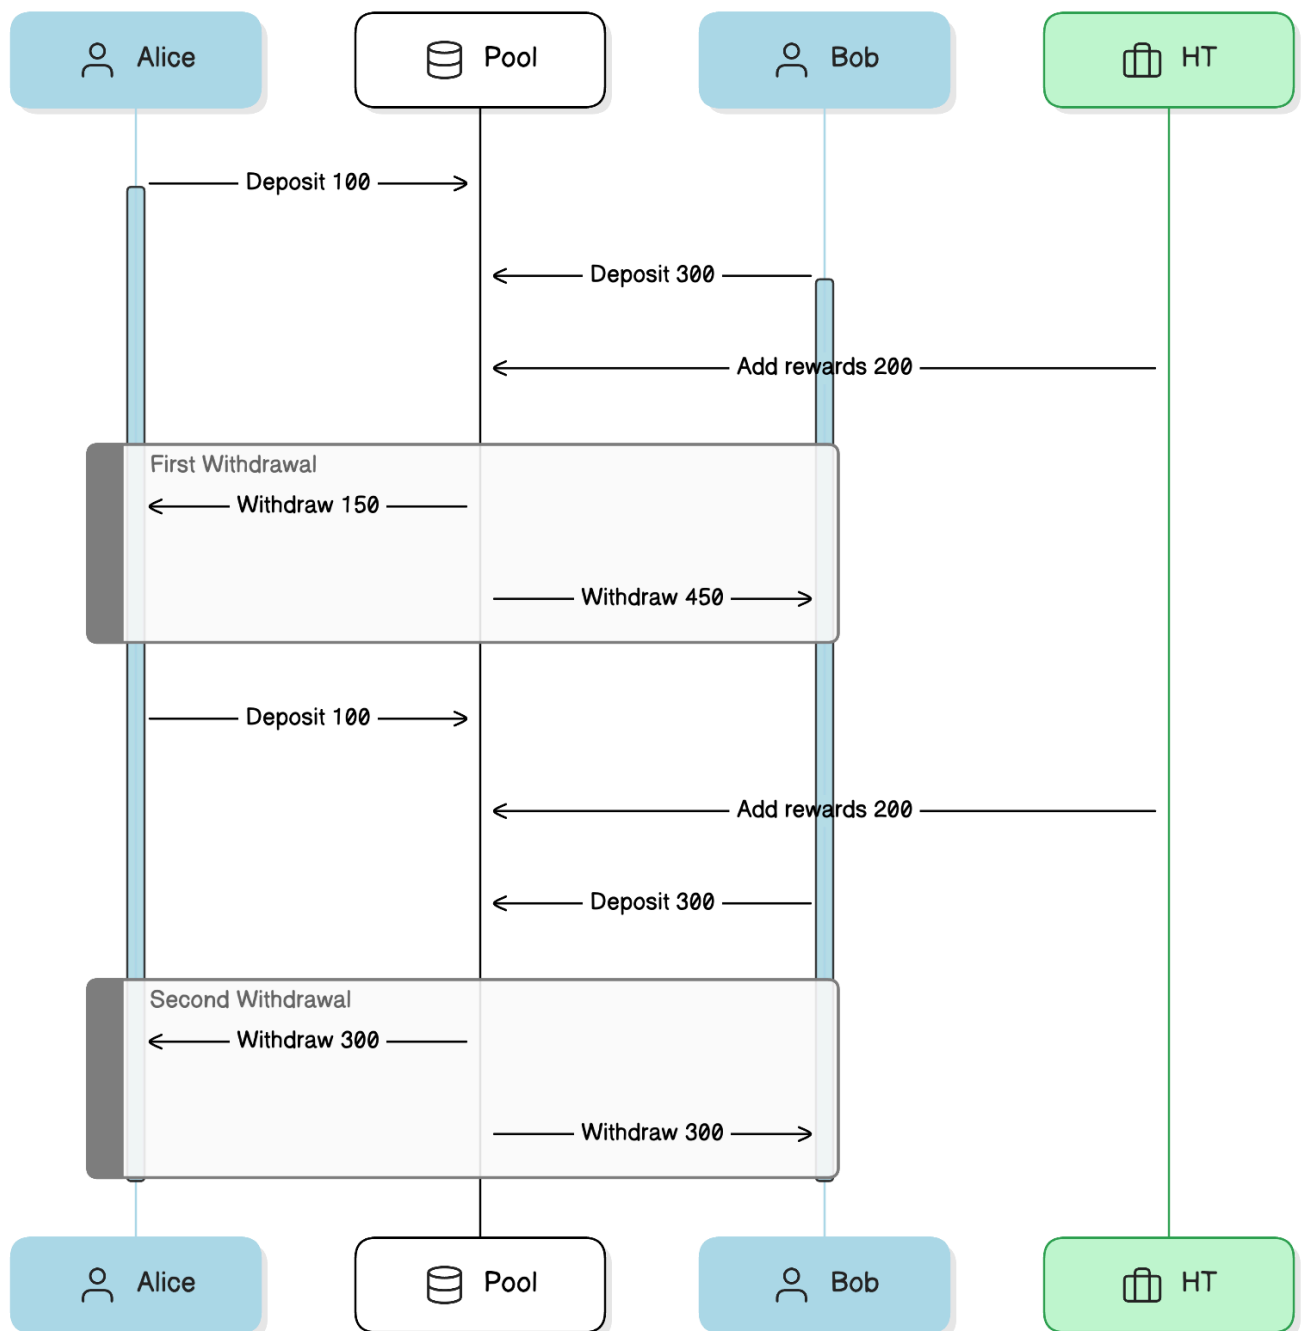 Alice
Pool
Bob
HT
Deposit 100
Deposit 300
Add rewards 200
First Withdrawal
Withdraw 150
Withdraw 450
Deposit 100
Add rewards 200
Deposit 300
Second Withdrawal
Withdraw 300
Withdraw 300
Alice
Pool
Bob
HT